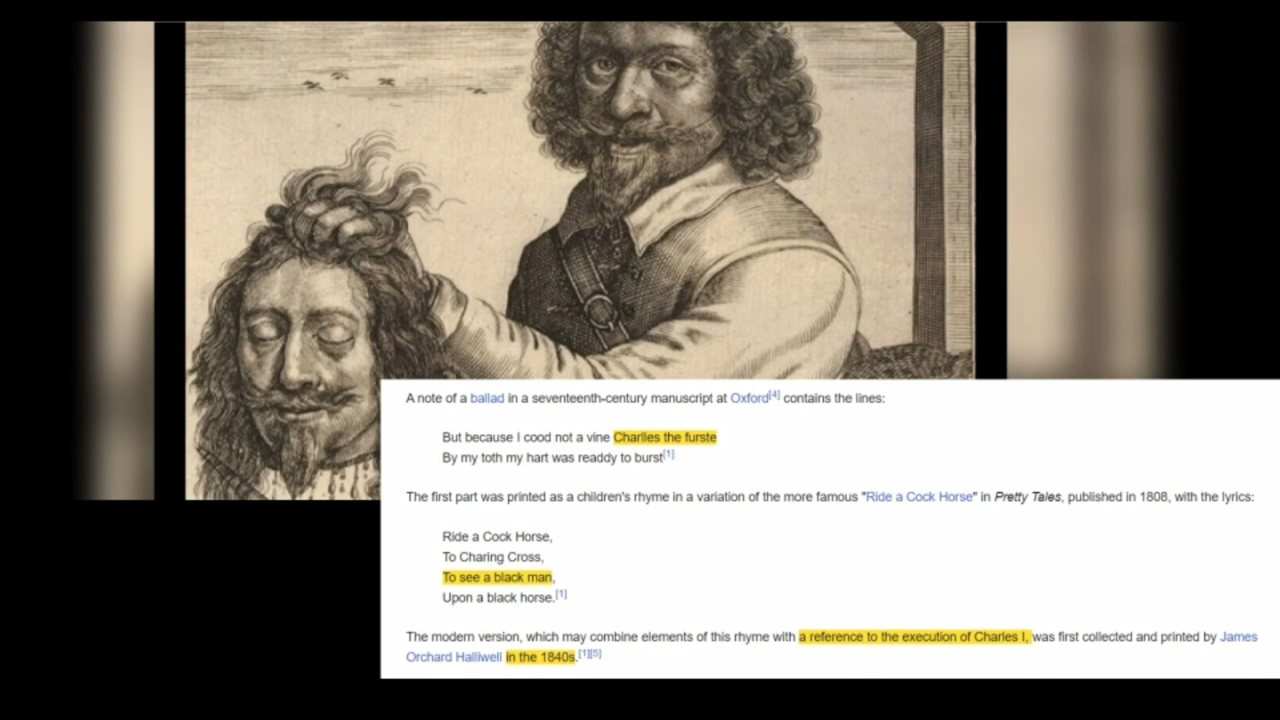 A note of a ballad in a seventeenth-century manuscript at Oxford[4] contains the lines:
But because I cood not a vine Charlles the furste
By my toth my hart was readdy to burst[1]
The first part was printed as a children's rhyme in a variation of the more famous "Ride a Cock Horse" in Pretty Tales, published in 1808, with the lyrics:
Ride a Cock Horse,
To Charing Cross,
To see a black man,
Upon a black horse.[1]
The modern version, which may combine elements of this rhyme with a reference to the execution of Charles I, was first collected and printed by James
Orchard Halliwell in the 1840s.[1][5]